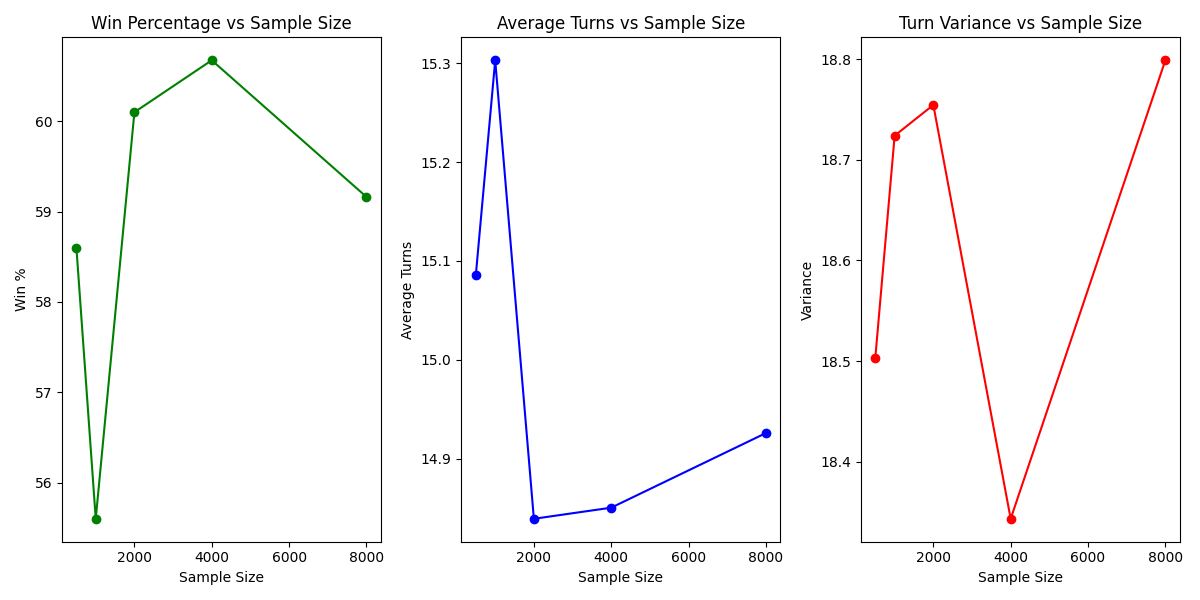 Win Percentage vs Sample Size
Win %
60
59
58
57
56
2000 4000 6000 8000
Sample Size
Average Turns vs Sample Size
Average Turns
15.3
15.2
15.1
15.0
14.9
2000 4000 6000 8000
Sample Size
Turn Variance vs Sample Size
Variance
18.8
18.7
18.6
18.5
18.4
2000 4000 6000 8000
Sample Size